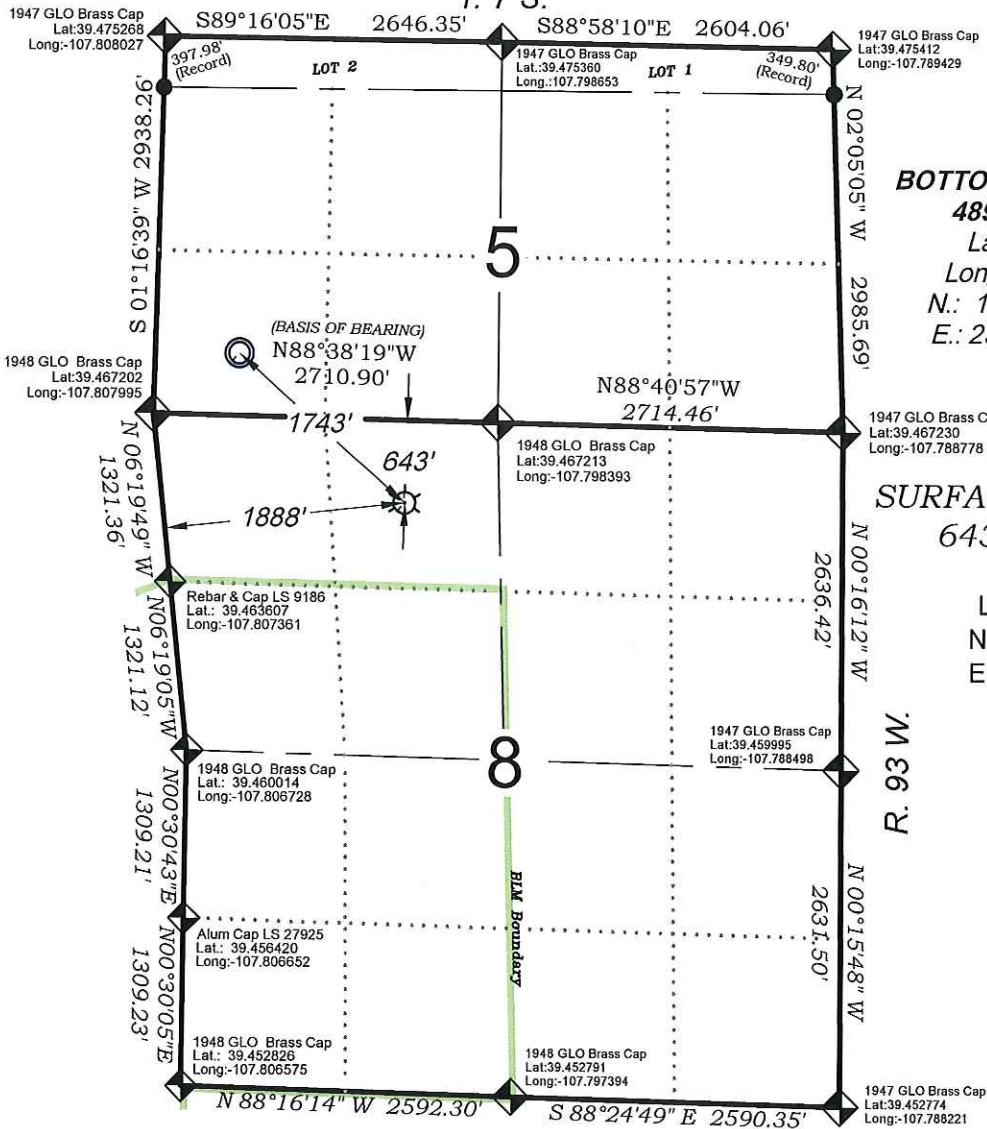 T. 7 S.
1947 GLO Brass Cap
Lat:39.475268
Long:-107.808027
S89°16'05"E 2646.35'
S88°58'10"E 2604.06'
1947 GLO Brass Cap
Lat:39.475412
Long:-107.789429
397.98'
(Record)
LOT 2
1947 GLO Brass Cap
Lat.:39.475360
Long.:-107.798653
LOT 1
349.80'
(Record)
S 01°16'39" W 2938.26'
N 02°05'05" W 2985.69'
5
BOTTO
489
La
Lon
N.: 1
E.: 2
(BASIS OF BEARING)
N88°38'19"W
2710.90'
1948 GLO Brass Cap
Lat:39.467202
Long:-107.807995
N88°40'57"W
2714.46'
1743'
1948 GLO Brass Cap
Lat:39.467213
Long:-107.798393
1947 GLO Brass C
Lat:39.467230
Long:-107.788778
643'
1888'
N 06°19'49" W
1321.36'
SURFA
643
L
N
E
Rebar & Cap LS 9186
Lat.: 39.463607
Long:-107.807361
N 00°16'12" W
2636.42'
N06°19'05"W
1321.12'
1948 GLO Brass Cap
Lat.: 39.460014
Long:-107.806728
8
1947 GLO Brass Cap
Lat:39.459995
Long:-107.788498
R. 93 W.
N00°30'43"E
1309.21'
BLM Boundary
N 00°15'48" W
2631.50'
Alum Cap LS 27925
Lat.: 39.456420
Long:-107.806652
N00°30'05"E
1309.23'
1948 GLO Brass Cap
Lat.: 39.452826
Long:-107.806575
1948 GLO Brass Cap
Lat:39.452791
Long:-107.797394
N 88°16'14" W 2592.30'
S 88°24'49" E 2590.35'
1947 GLO Brass Cap
Lat:39.452774
Long:-107.788221